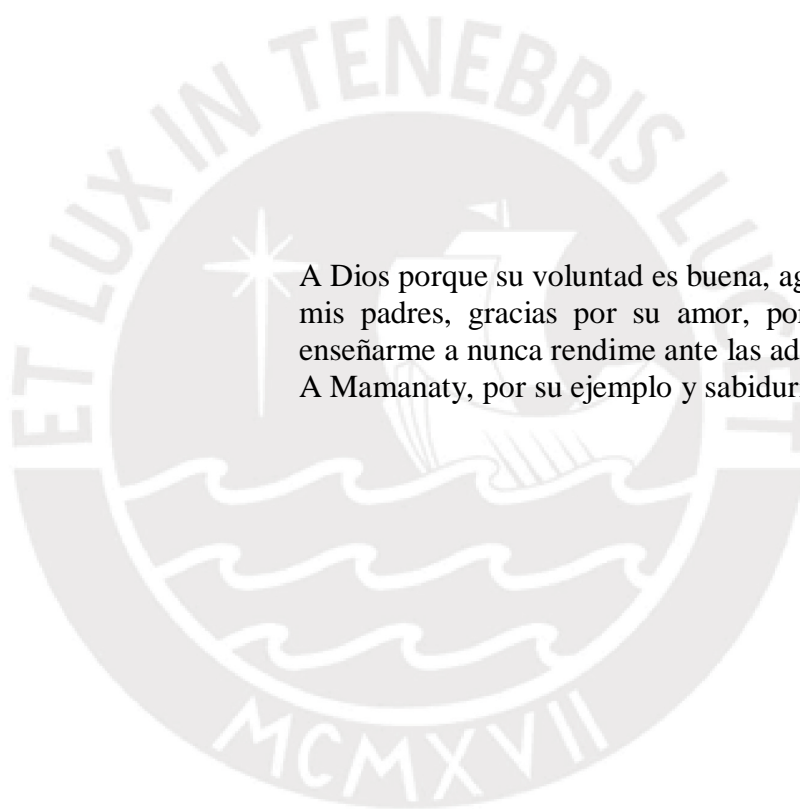 ET LUX IN TENEBRIS LUCET
A Dios porque su voluntad es buena, ag
mis padres, gracias por su amor, por
enseñarme a nunca rendime ante las ad
A Mamanaty, por su ejemplo y sabidur
MCMXVII